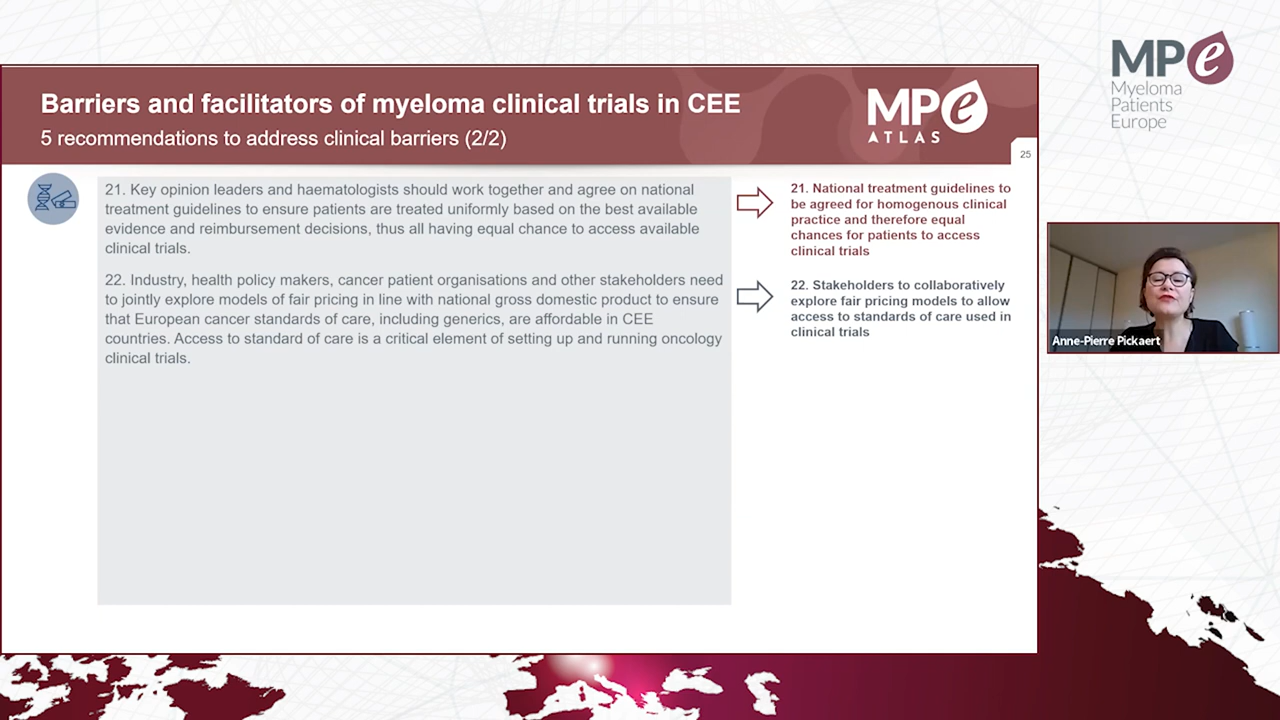 MPe
Myeloma
Patients
Europe
Barriers and facilitators of myeloma clinical trials in CEE
5 recommendations to address clinical barriers (2/2)
MPe
ATLAS
25
21. Key opinion leaders and haematologists should work together and agree on national
treatment guidelines to ensure patients are treated uniformly based on the best available
evidence and reimbursement decisions, thus all having equal chance to access available
clinical trials.
22. Industry, health policy makers, cancer patient organisations and other stakeholders need
to jointly explore models of fair pricing in line with national gross domestic product to ensure
that European cancer standards of care, including generics, are affordable in CEE
countries. Access to standard of care is a critical element of setting up and running oncology
clinical trials.
21. National treatment guidelines to
be agreed for homogenous clinical
practice and therefore equal
chances for patients to access
clinical trials
22. Stakeholders to collaboratively
explore fair pricing models to allow
access to standards of care used in
clinical trials
Anne-Pierre Pickaert